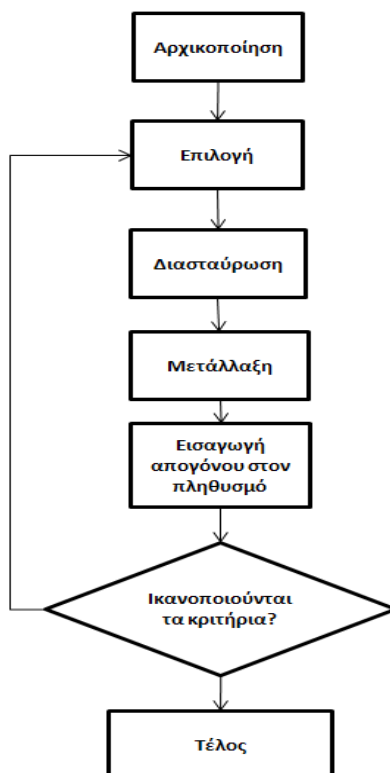 Αρχικοποίηση
Επιλογή
Διασταύρωση
Μετάλλαξη
Εισαγωγή
απογόνου στον
πληθυσμό
Ικανοποιούνται
τα κριτήρια?
Τέλος